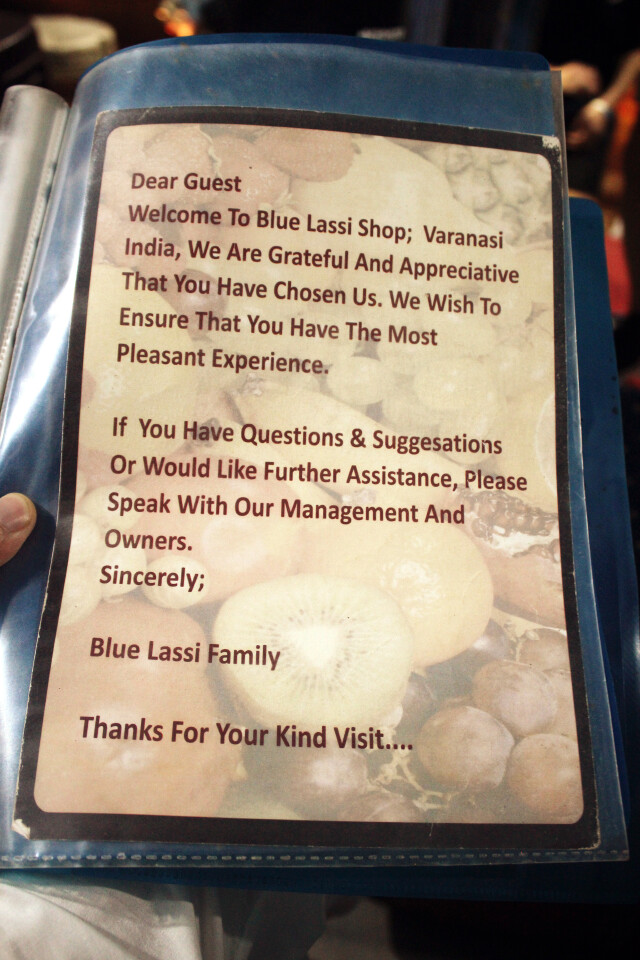 Dear Guest
Welcome To Blue Lassi Shop; Varanasi
India, We Are Grateful And Appreciative
That You Have Chosen Us. We Wish To
Ensure That You Have The Most
Pleasant Experience.
If You Have Questions & Suggesations
Or Would Like Further Assistance, Please
Speak With Our Management And
Owners.
Sincerely;
Blue Lassi Family
Thanks For Your Kind Visit....